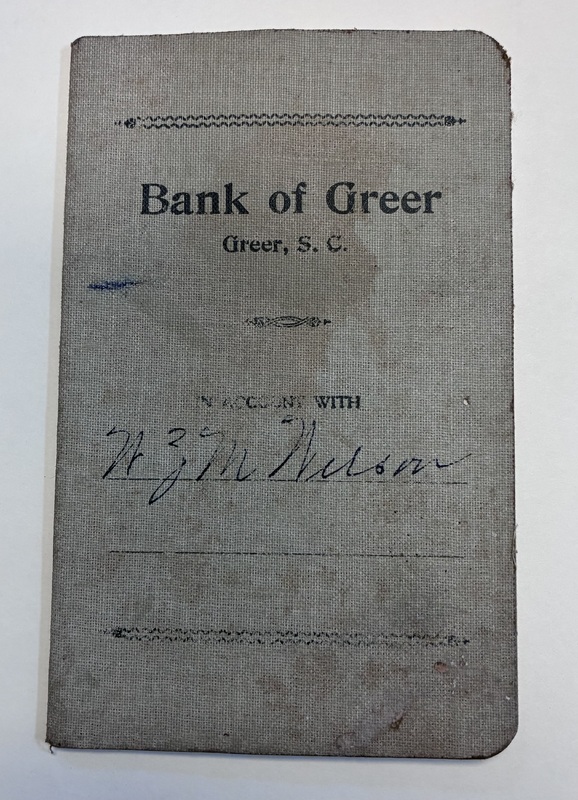 Bank of Greer
Greer, S. C.
IN ACCOUNT WITH
W Z M Wilson